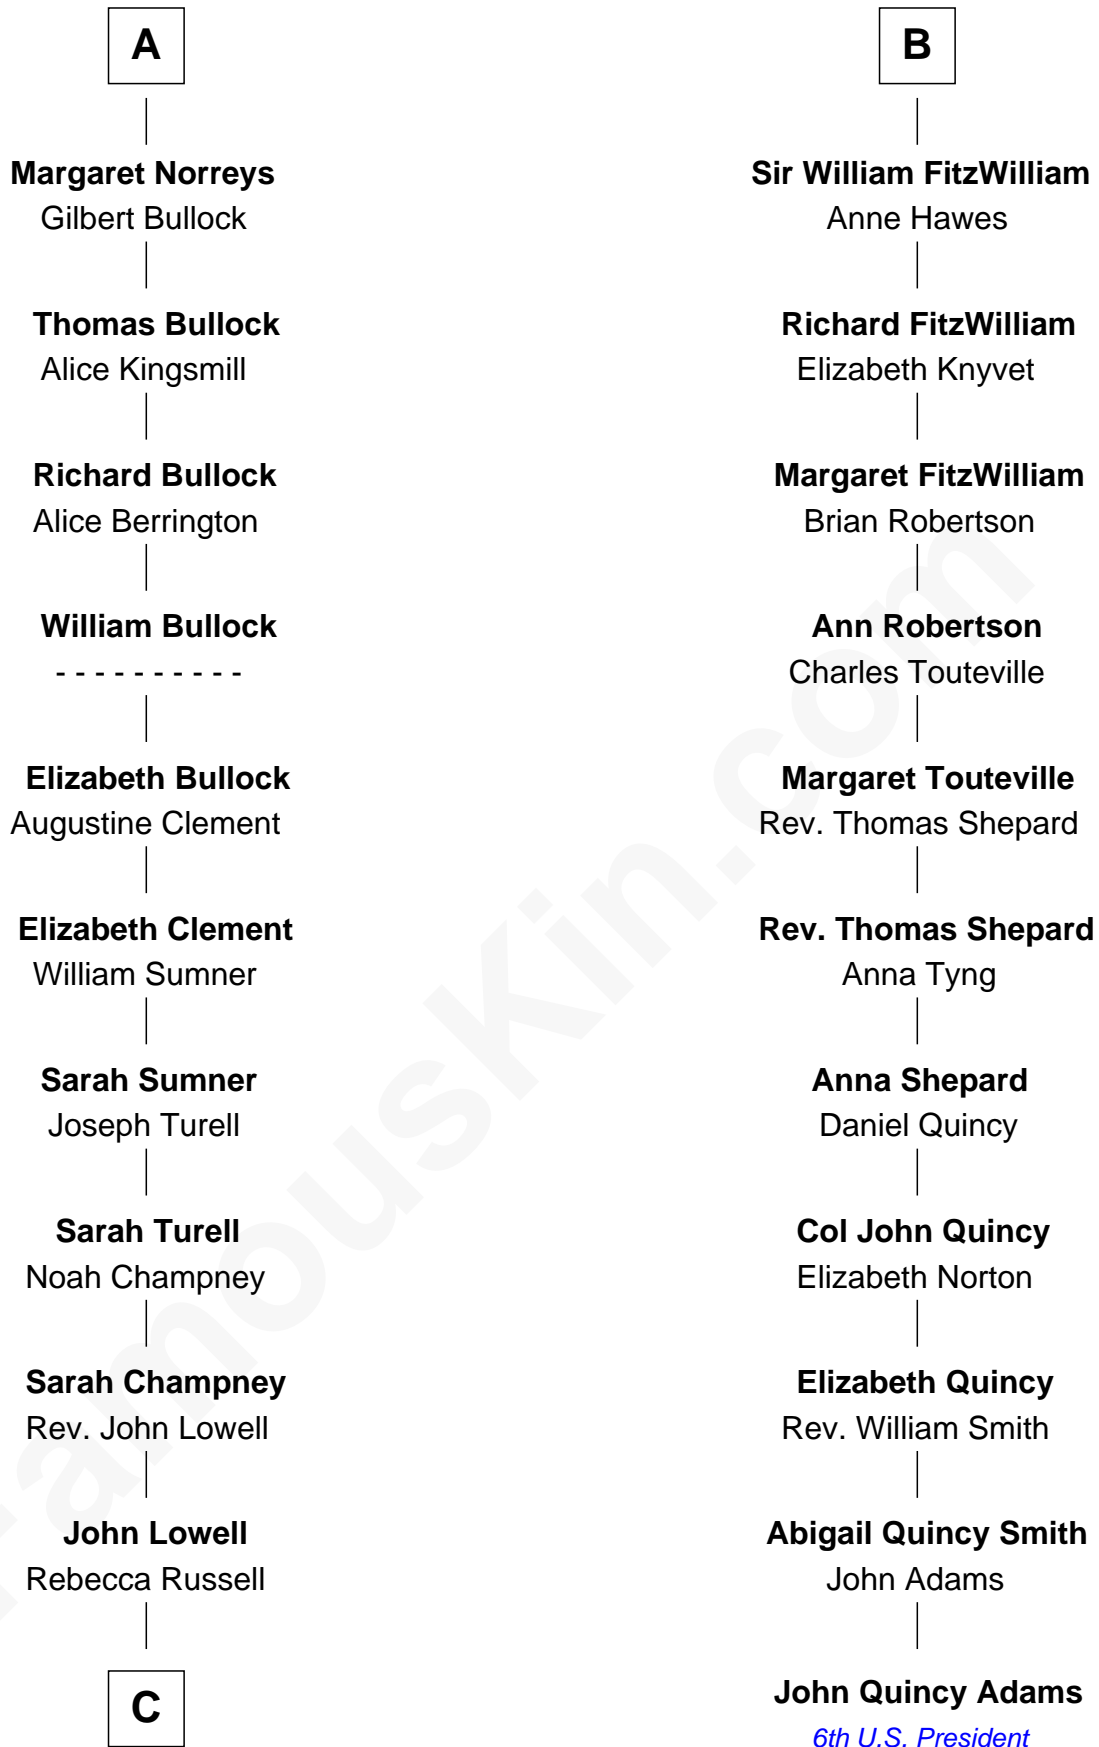 A
Margaret Norreys
Gilbert Bullock
Thomas Bullock
Alice Kingsmill
Richard Bullock
Alice Berrington
William Bullock
- - - - - - - - - -
Elizabeth Bullock
Augustine Clement
Elizabeth Clement
William Sumner
Sarah Sumner
Joseph Turell
Sarah Turell
Noah Champney
Sarah Champney
Rev. John Lowell
John Lowell
Rebecca Russell
C
B
Sir William FitzWilliam
Anne Hawes
Richard FitzWilliam
Elizabeth Knyvet
Margaret FitzWilliam
Brian Robertson
Ann Robertson
Charles Touteville
Margaret Touteville
Rev. Thomas Shepard
Rev. Thomas Shepard
Anna Tyng
Anna Shepard
Daniel Quincy
Col John Quincy
Elizabeth Norton
Elizabeth Quincy
Rev. William Smith
Abigail Quincy Smith
John Adams
John Quincy Adams
6th U.S. President
FamousKin.com